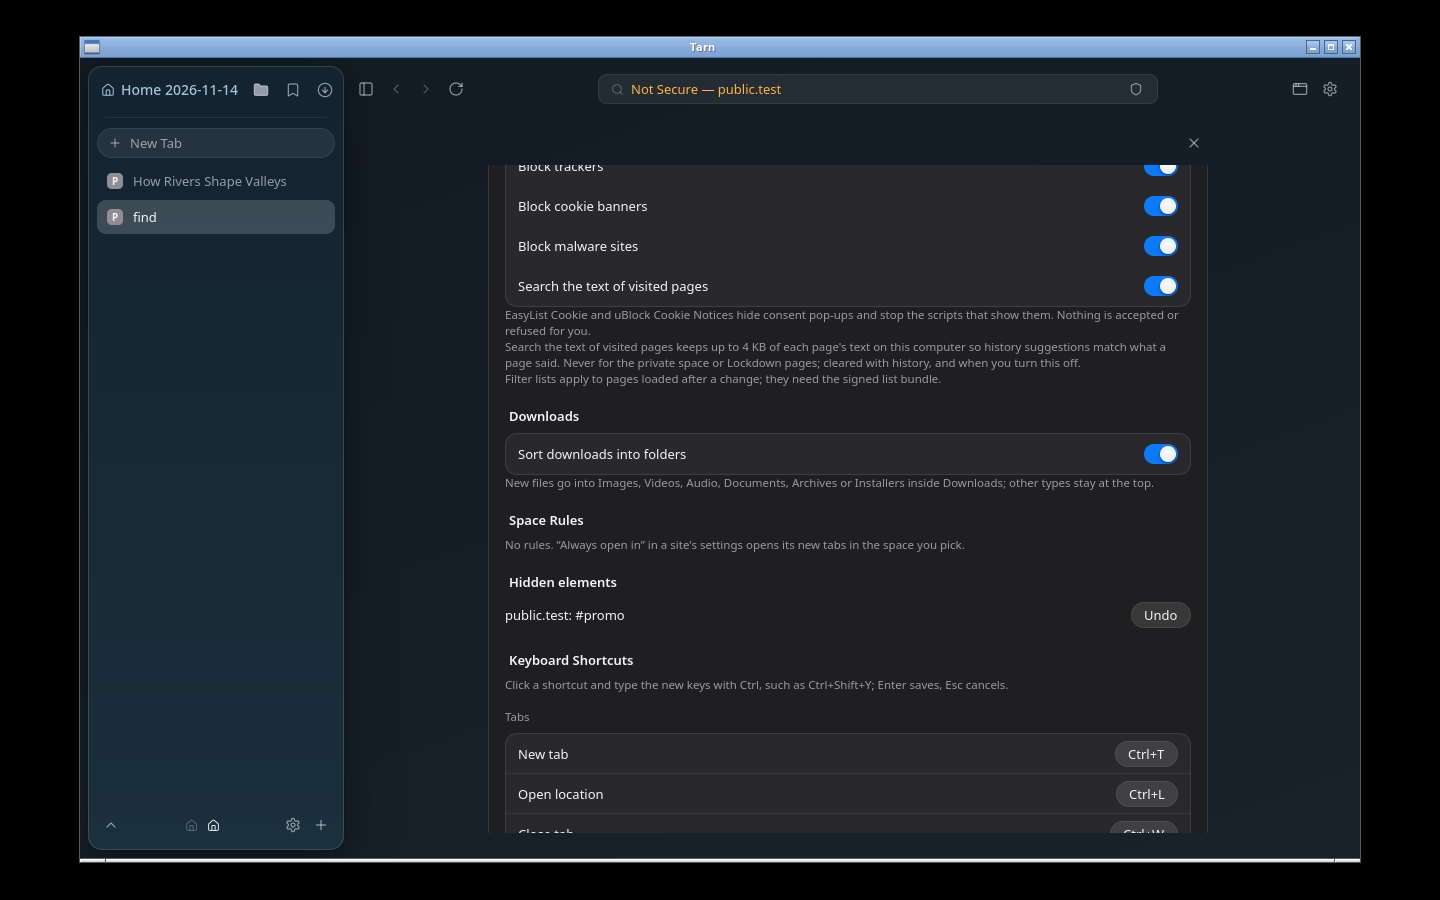 Tarn
Home 2026-11-14
Not Secure — public.test
New Tab
P How Rivers Shape Valleys
P find
Block trackers
Block cookie banners
Block malware sites
Search the text of visited pages
EasyList Cookie and uBlock Cookie Notices hide consent pop-ups and stop the scripts that show them. Nothing is accepted or
refused for you.
Search the text of visited pages keeps up to 4 KB of each page's text on this computer so history suggestions match what a
page said. Never for the private space or Lockdown pages; cleared with history, and when you turn this off.
Filter lists apply to pages loaded after a change; they need the signed list bundle.
Downloads
Sort downloads into folders
New files go into Images, Videos, Audio, Documents, Archives or Installers inside Downloads; other types stay at the top.
Space Rules
No rules. “Always open in” in a site's settings opens its new tabs in the space you pick.
Hidden elements
public.test: #promo Undo
Keyboard Shortcuts
Click a shortcut and type the new keys with Ctrl, such as Ctrl+Shift+Y; Enter saves, Esc cancels.
Tabs
New tab Ctrl+T
Open location Ctrl+L
Close tab Ctrl+W